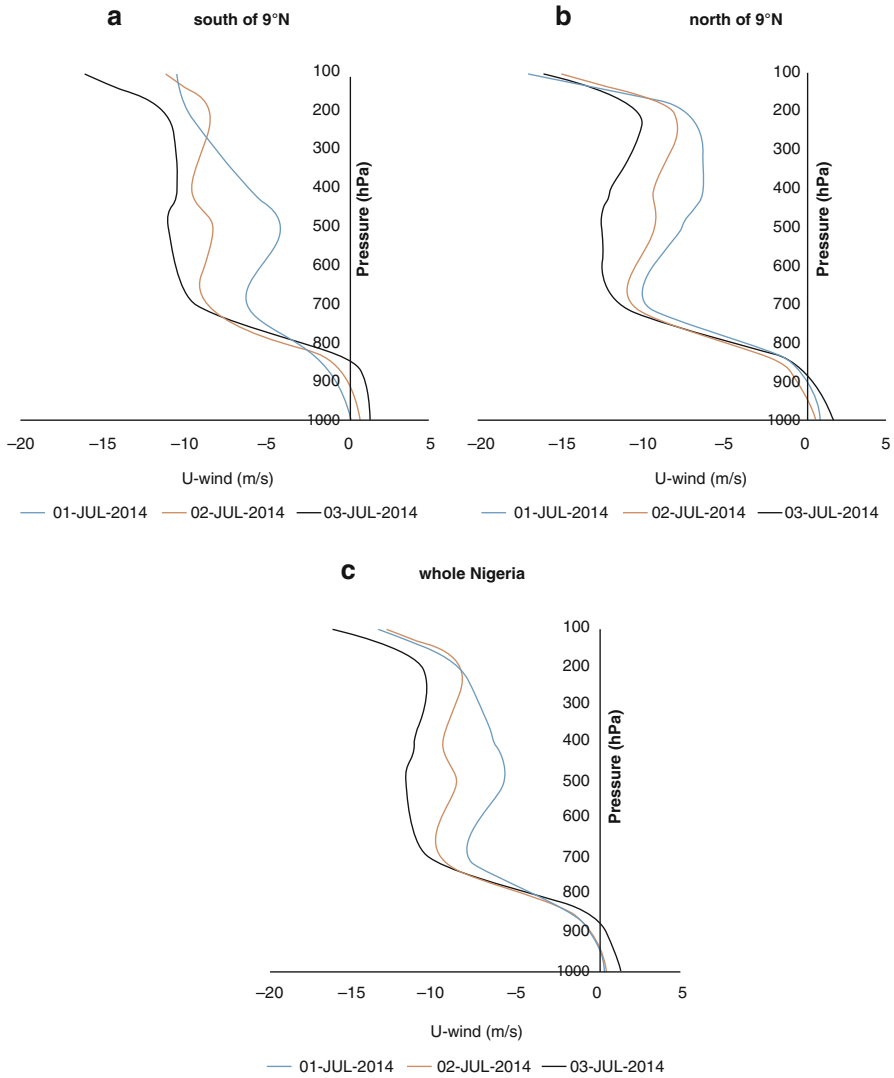 a south of 9°N
100
200
300
400
500
600
700
800
900
1000
Pressure (hPa)
−20 −15 −10 −5 0 5
U-wind (m/s)
01-JUL-2014 02-JUL-2014 03-JUL-2014
b north of 9°N
100
200
300
400
500
600
700
800
900
1000
Pressure (hPa)
−20 −15 −10 −5 0 5
U-wind (m/s)
01-JUL-2014 02-JUL-2014 03-JUL-2014
c whole Nigeria
100
200
300
400
500
600
700
800
900
1000
Pressure (hPa)
−20 −15 −10 −5 0 5
U-wind (m/s)
01-JUL-2014 02-JUL-2014 03-JUL-2014